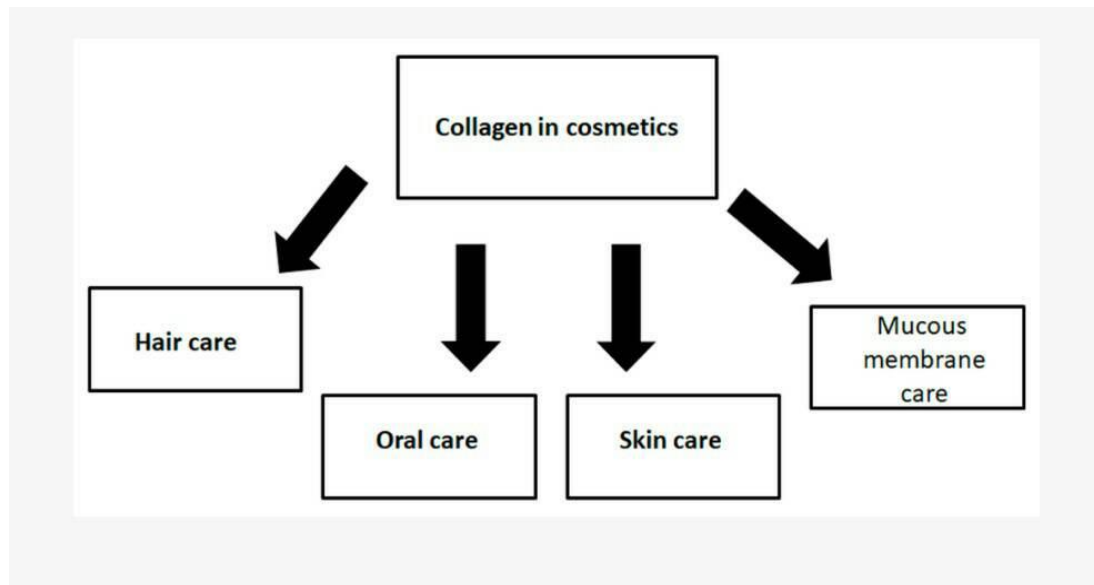 Collagen in cosmetics
Hair care
Oral care
Skin care
Mucous
membrane
care